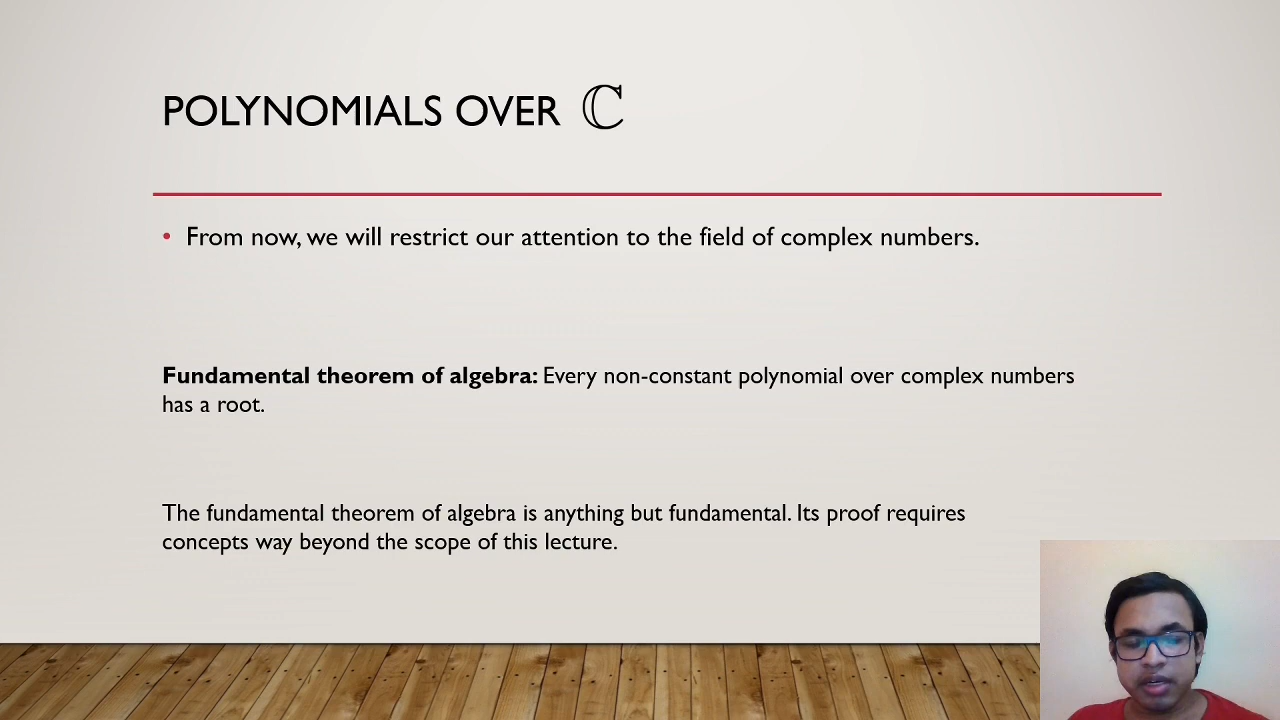 POLYNOMIALS OVER ℂ
• From now, we will restrict our attention to the field of complex numbers.
Fundamental theorem of algebra: Every non-constant polynomial over complex numbers
has a root.
The fundamental theorem of algebra is anything but fundamental. Its proof requires
concepts way beyond the scope of this lecture.